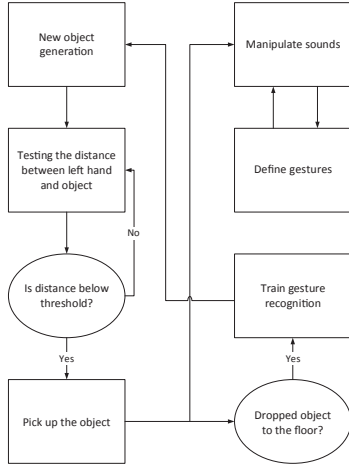 New object
generation
Manipulate sounds
Testing the distance
between left hand
and object
Define gestures
No
Is distance below
threshold?
Train gesture
recognition
Yes
Yes
Pick up the object
Dropped object
to the floor?